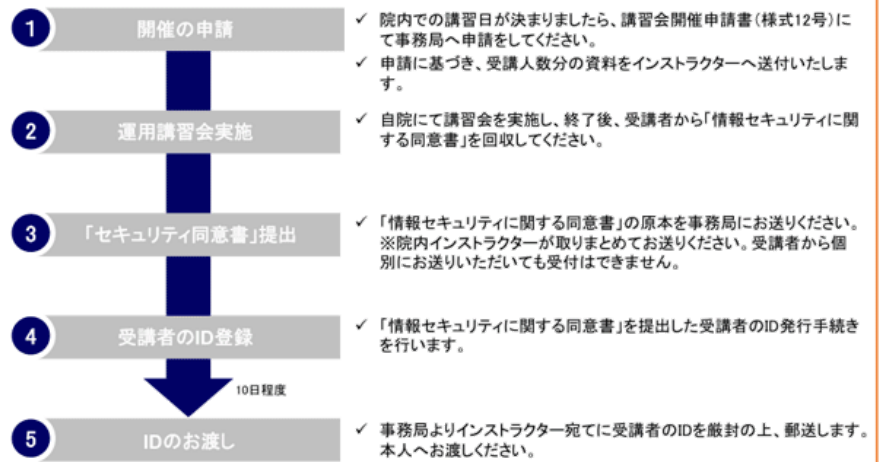 1 開催の申請
✓ 院内での講習日が決まりましたら、講習会開催申請書(様式12号)に
て事務局へ申請をしてください。
✓ 申請に基づき、受講人数分の資料をインストラクターへ送付いたしま
す。
2 運用講習会実施
✓ 自院にて講習会を実施し、終了後、受講者から「情報セキュリティに関
する同意書」を回収してください。
3 「セキュリティ同意書」提出
✓ 「情報セキュリティに関する同意書」の原本を事務局にお送りください。
※院内インストラクターが取りまとめてお送りください。受講者から個
別にお送りいただいても受付はできません。
4 受講者のID登録
✓ 「情報セキュリティに関する同意書」を提出した受講者のID発行手続き
を行います。
10日程度
5 IDのお渡し
✓ 事務局よりインストラクター宛てに受講者のIDを厳封の上、郵送します。
本人へお渡しください。